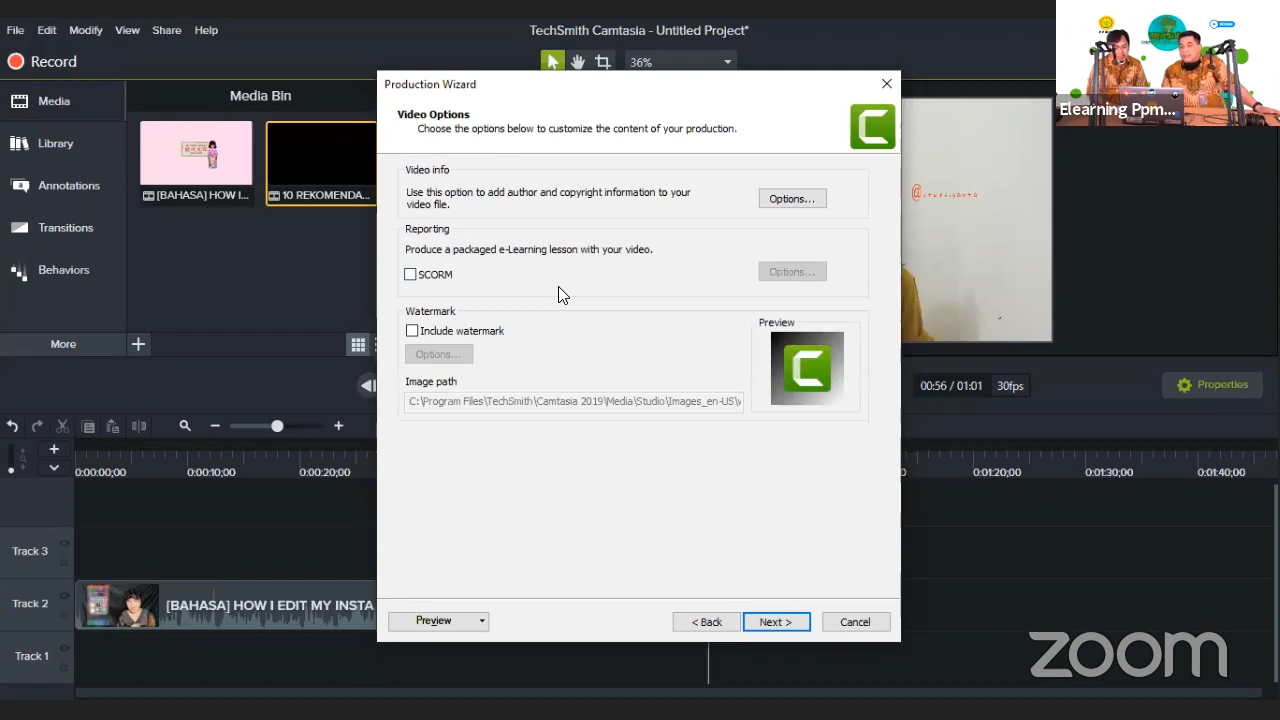 File Edit Modify View Share Help
TechSmith Camtasia - Untitled Project*
Record
36%
Media
Library
Annotations
Transitions
Behaviors
More
Media Bin
[BAHASA] HOW I...
10 REKOMENDA...
Production Wizard
Video Options
Choose the options below to customize the content of your production.
Video info
Use this option to add author and copyright information to your
video file.
Options...
Reporting
Produce a packaged e-Learning lesson with your video.
SCORM
Options...
Watermark
Include watermark
Options...
Image path
C:\Program Files\TechSmith\Camtasia 2019\Media\Studio\Images_en-US\
Preview
Preview
< Back
Next >
Cancel
Elearning Ppm...
00:56 / 01:01
30fps
Properties
0:00:00;00
0:00:10;00
0:00:20;00
0:01:20;00
0:01:30;00
0:01:40;00
Track 3
Track 2
[BAHASA] HOW I EDIT MY INSTA
Track 1
zoom